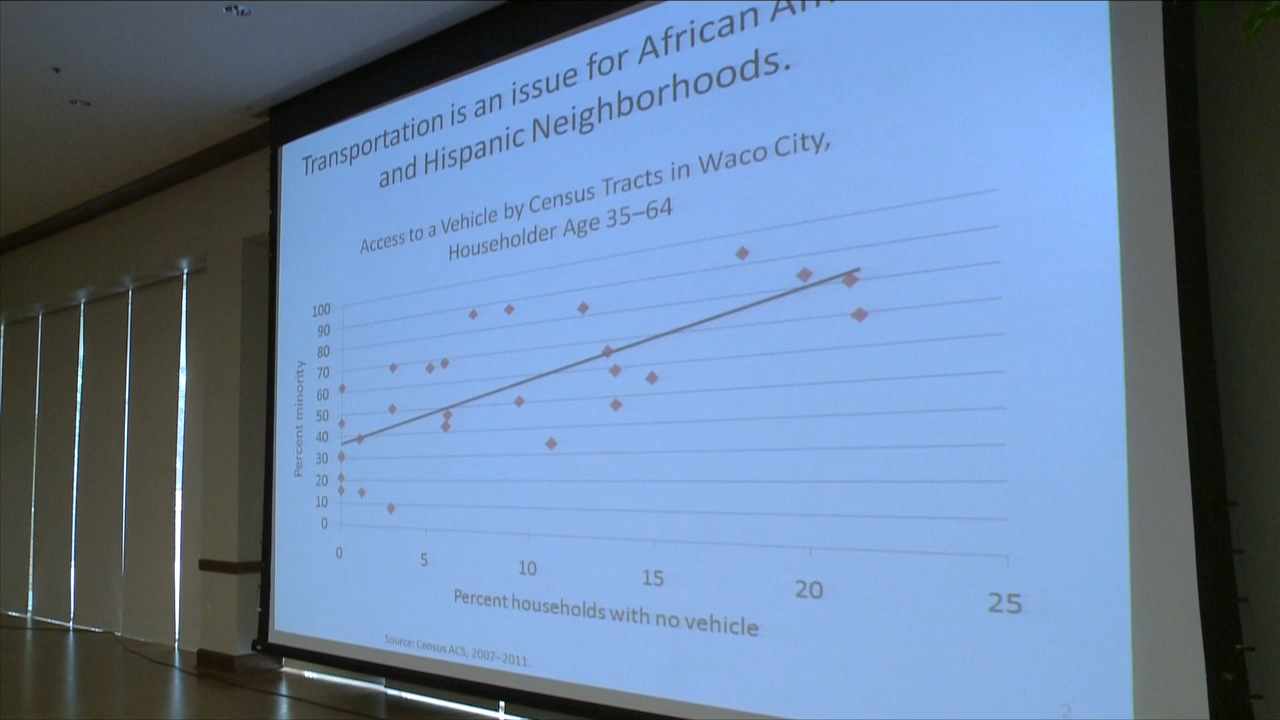 Transportation is an issue for African
and Hispanic Neighborhoods.
Access to a Vehicle by Census Tracts in Waco City,
Householder Age 35–64
100
90
80
70
60
50
40
30
20
10
0
Percent minority
0 5 10 15 20 25
Percent households with no vehicle
Source: Census ACS, 2007–2011.
2